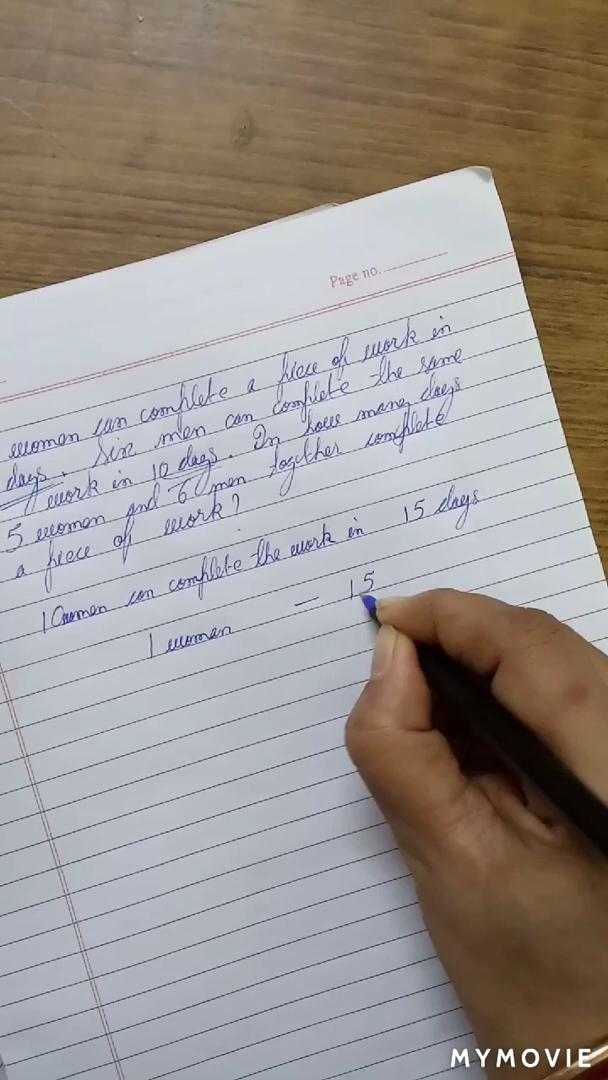 Page no.
women can complete a piece of work in
days. Six men can complete the same
work in 10 days. In how many days
5 women and 6 men together complete
a piece of work?
10women can complete the work in 15 days
1 women — 15
MYMOVIE